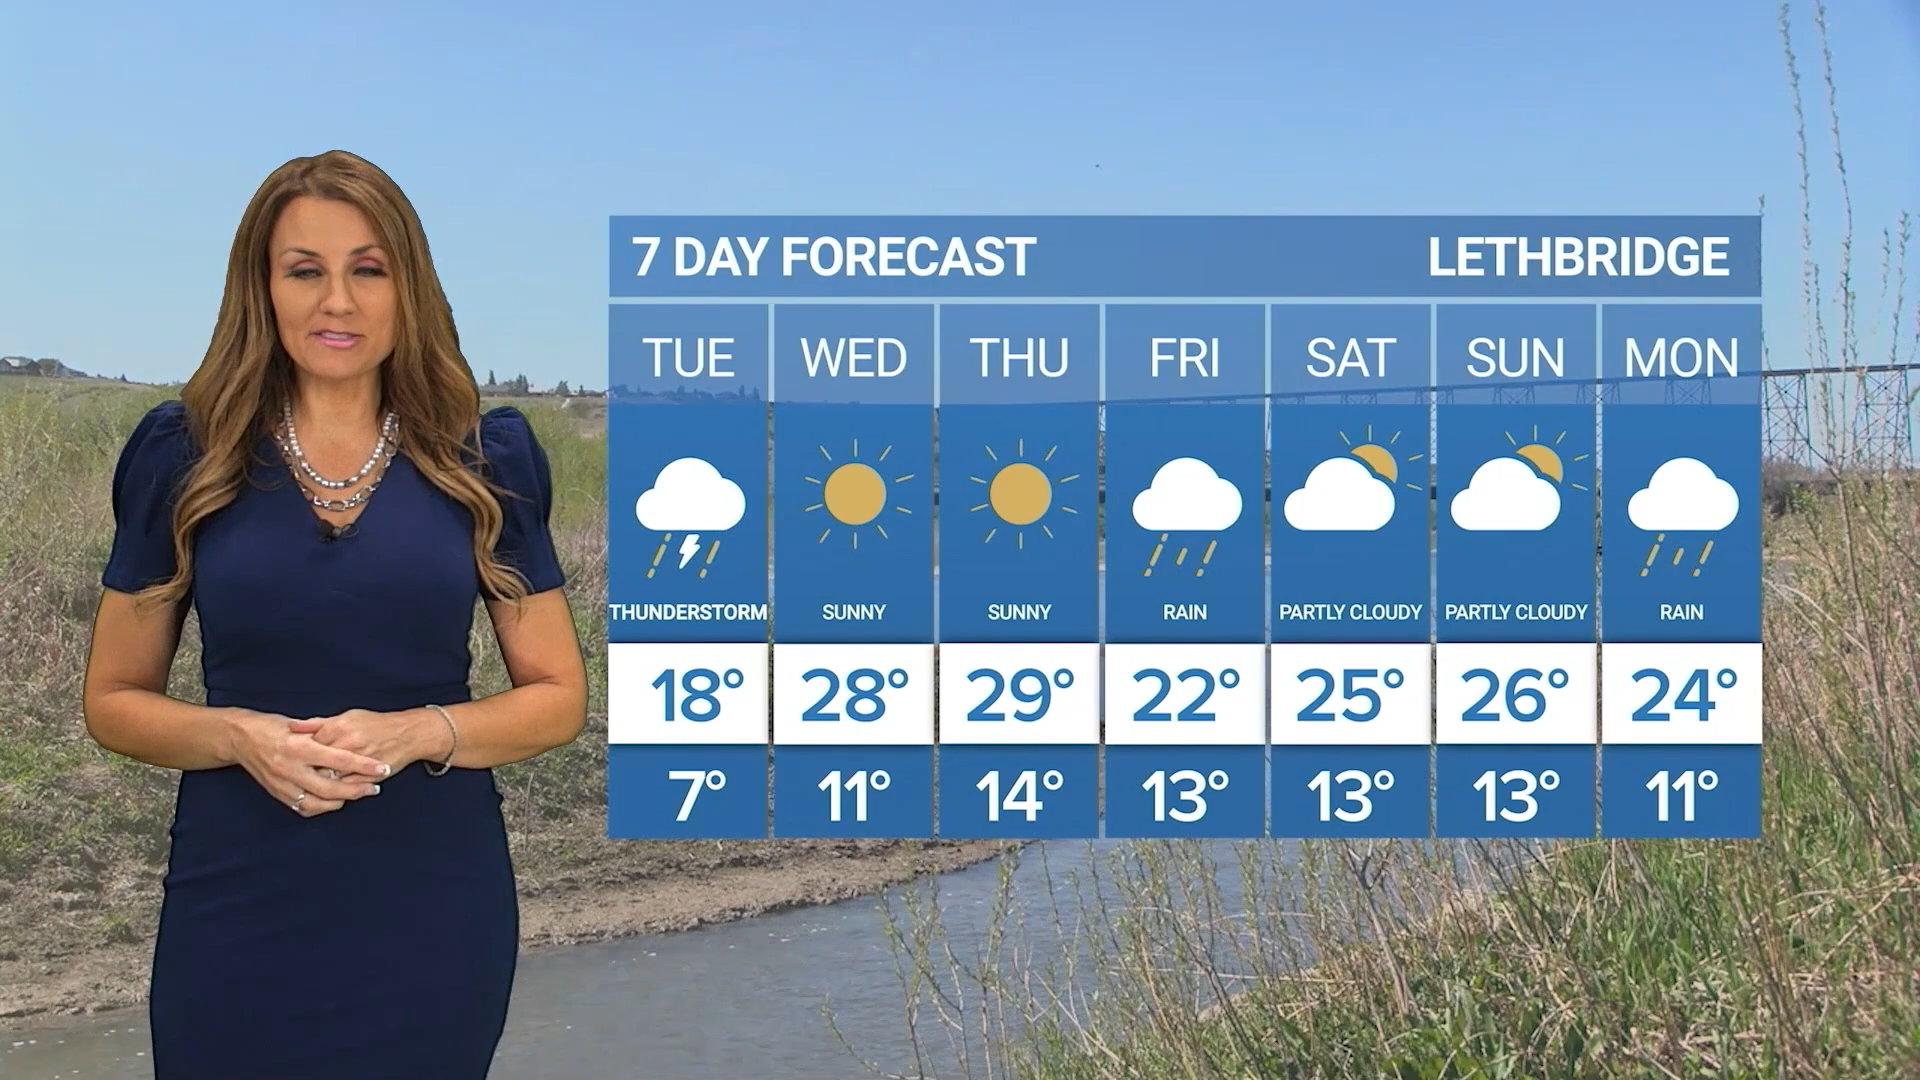 7 DAY FORECAST LETHBRIDGE
TUE WED THU FRI SAT SUN MON
THUNDERSTORM SUNNY SUNNY RAIN PARTLY CLOUDY PARTLY CLOUDY RAIN
18° 28° 29° 22° 25° 26° 24°
7° 11° 14° 13° 13° 13° 11°